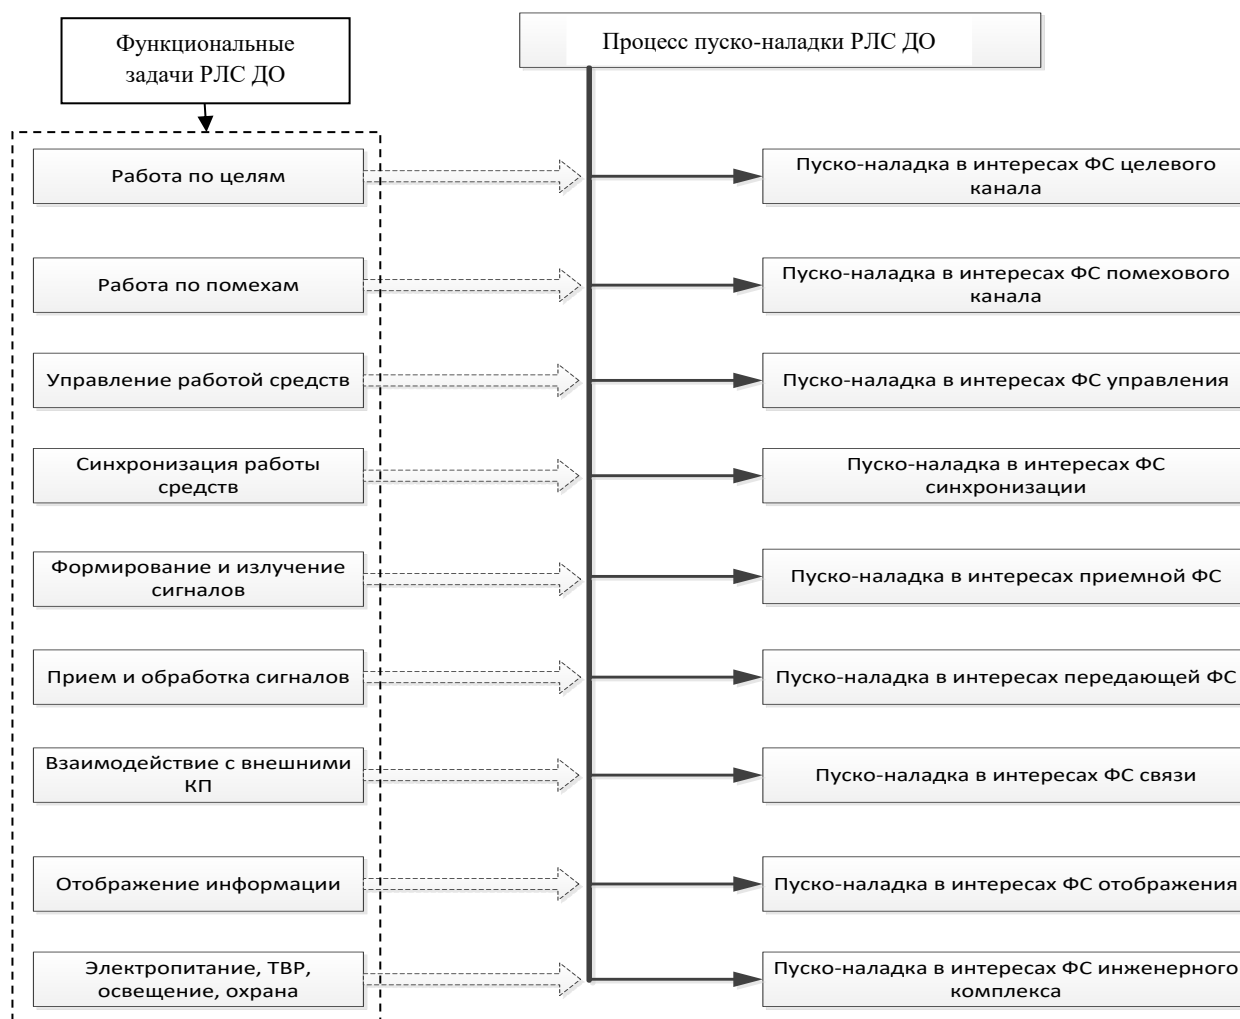 Функциональные
задачи РЛС ДО
Процесс пуско-наладки РЛС ДО
Работа по целям
Пуско-наладка в интересах ФС целевого
канала
Работа по помехам
Пуско-наладка в интересах ФС помехового
канала
Управление работой средств
Пуско-наладка в интересах ФС управления
Синхронизация работы
средств
Пуско-наладка в интересах ФС
синхронизации
Формирование и излучение
сигналов
Пуско-наладка в интересах приемной ФС
Прием и обработка сигналов
Пуско-наладка в интересах передающей ФС
Взаимодействие с внешними
КП
Пуско-наладка в интересах ФС связи
Отображение информации
Пуско-наладка в интересах ФС отображения
Электропитание, ТВР,
освещение, охрана
Пуско-наладка в интересах ФС инженерного
комплекса